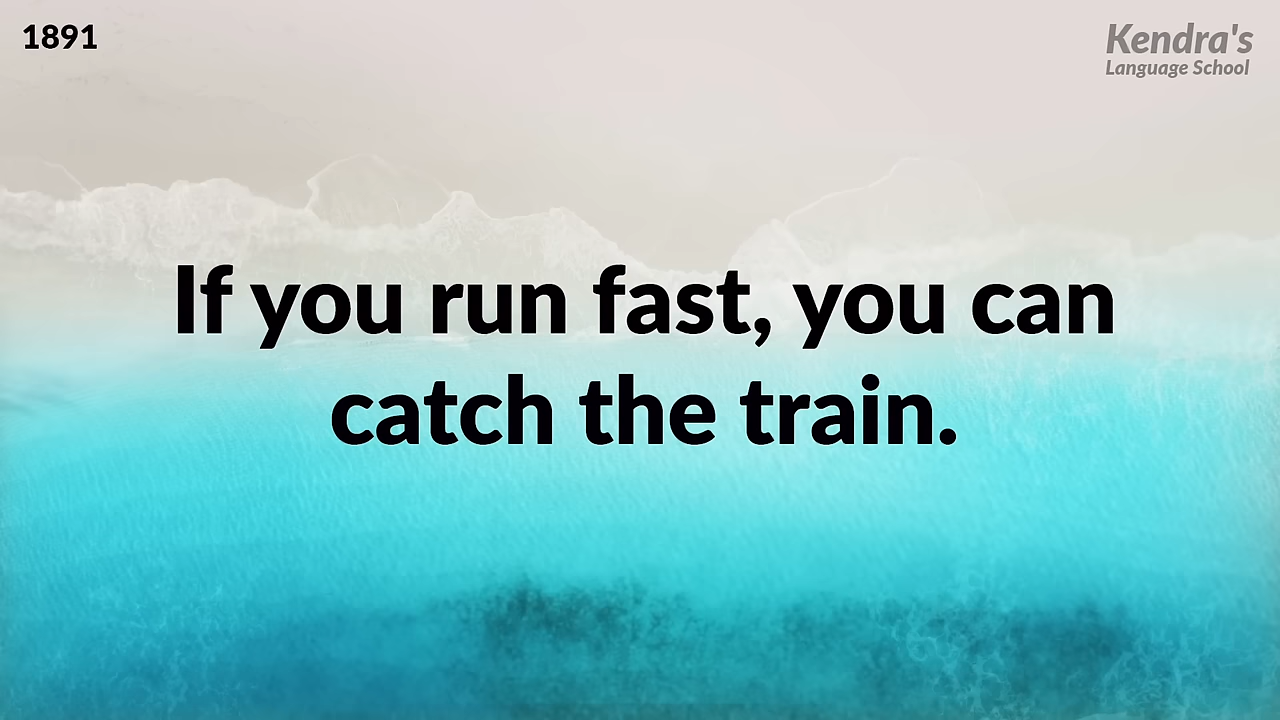 1891
Kendra's
Language School
If you run fast, you can
catch the train.